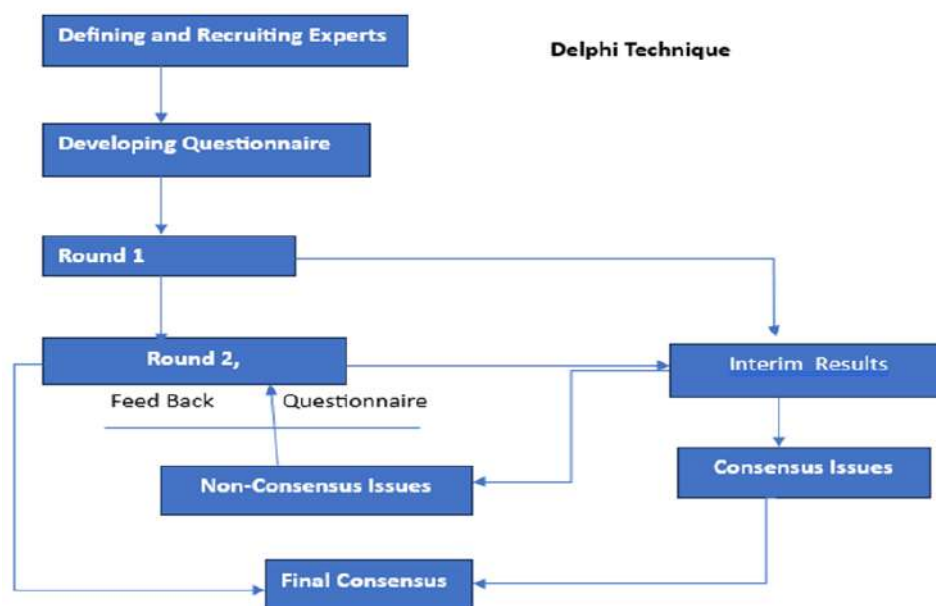 Defining and Recruiting Experts
Delphi Technique
Developing Questionnaire
Round 1
Round 2,
Interim Results
Feed Back Questionnaire
Consensus Issues
Non-Consensus Issues
Final Consensus